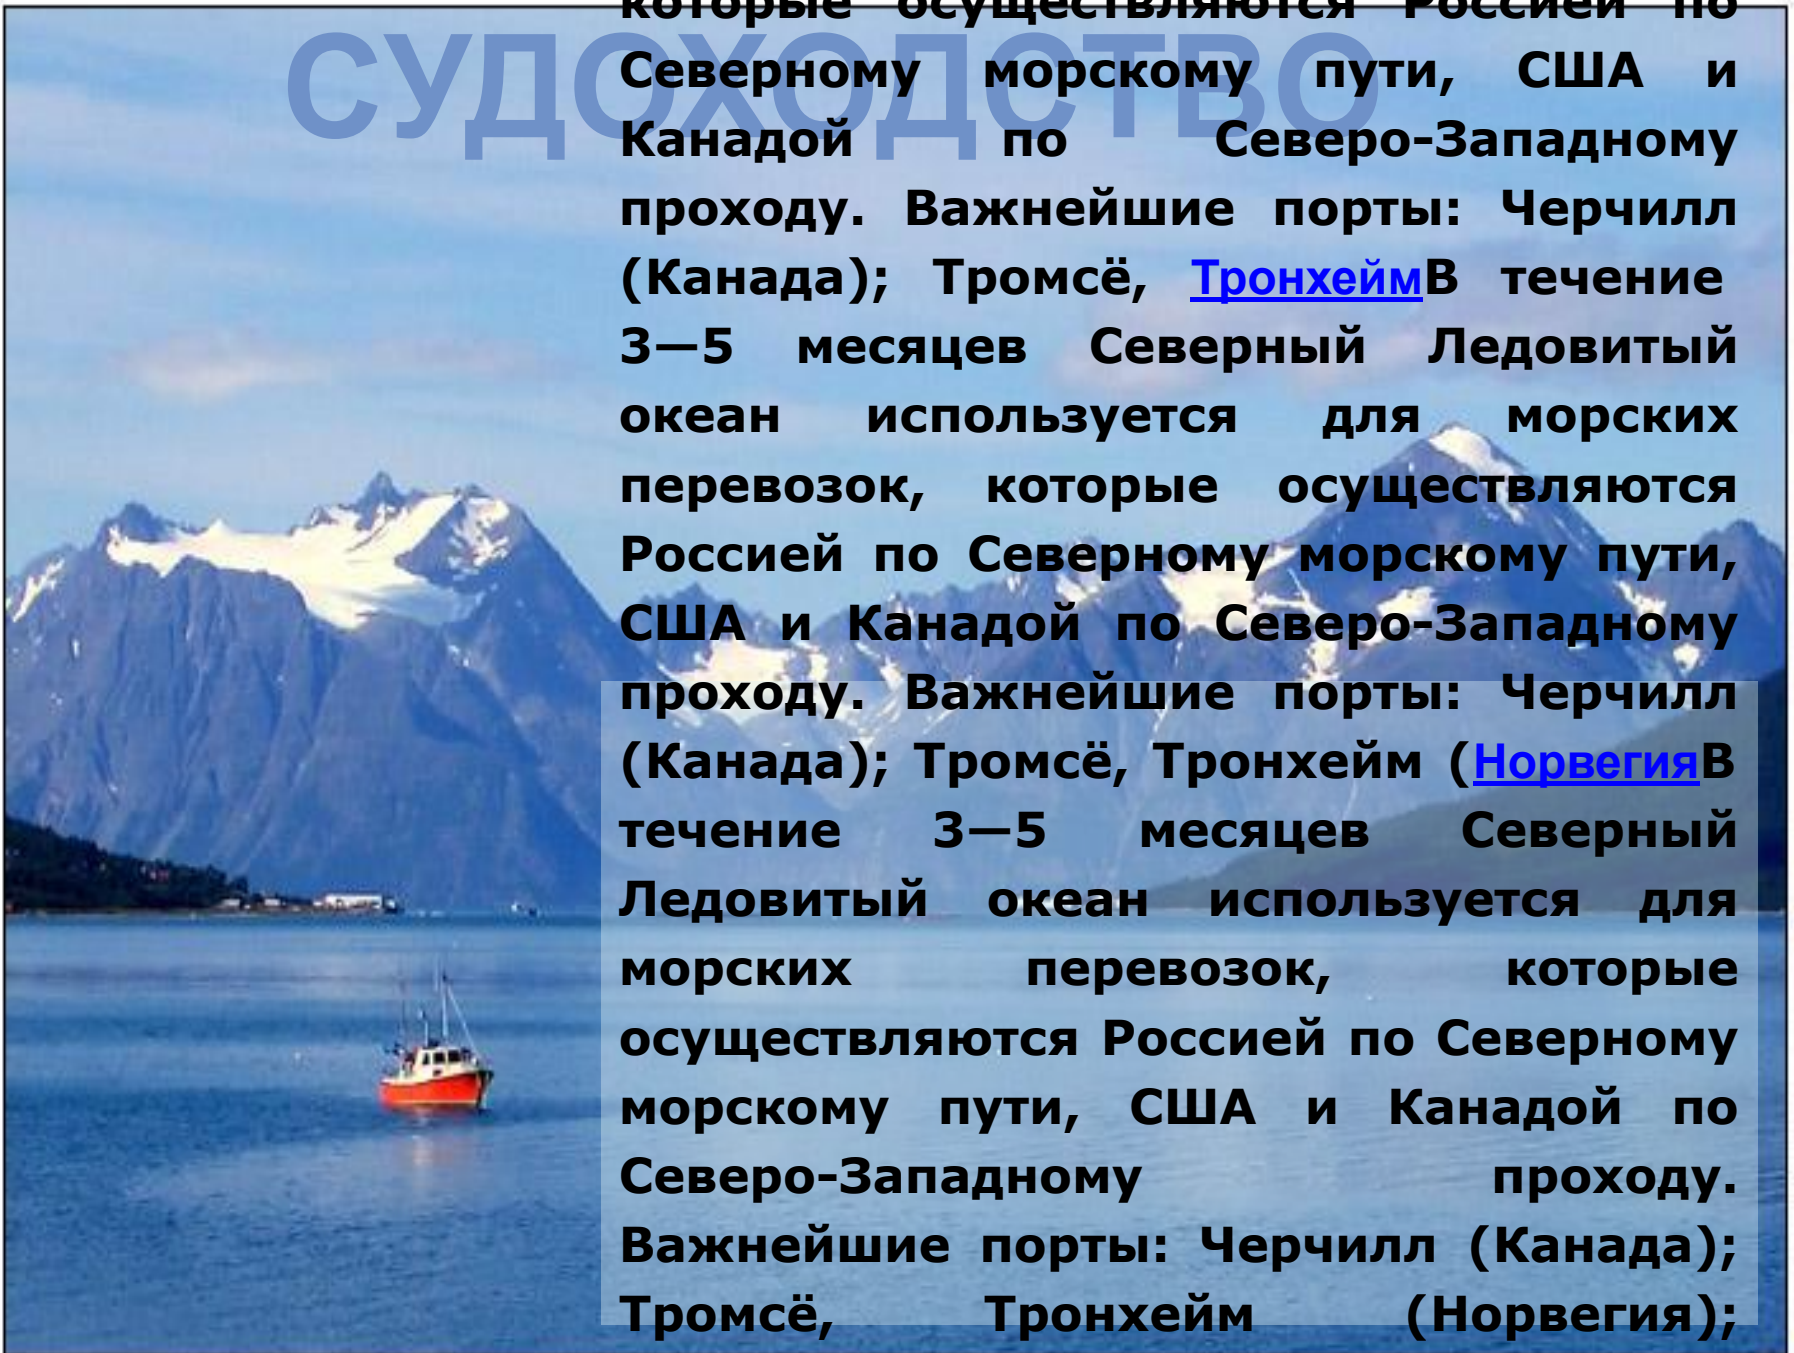 СУДОХОДСТВО
которые осуществляются Россией по
Северному морскому пути, США и
Канадой по Северо-Западному
проходу. Важнейшие порты: Черчилл
(Канада); Тромсё, ТронхеймВ течение
3—5 месяцев Северный Ледовитый
океан используется для морских
перевозок, которые осуществляются
Россией по Северному морскому пути,
США и Канадой по Северо-Западному
проходу. Важнейшие порты: Черчилл
(Канада); Тромсё, Тронхейм (НорвегияВ
течение 3—5 месяцев Северный
Ледовитый океан используется для
морских перевозок, которые
осуществляются Россией по Северному
морскому пути, США и Канадой по
Северо-Западному проходу.
Важнейшие порты: Черчилл (Канада);
Тромсё, Тронхейм (Норвегия);